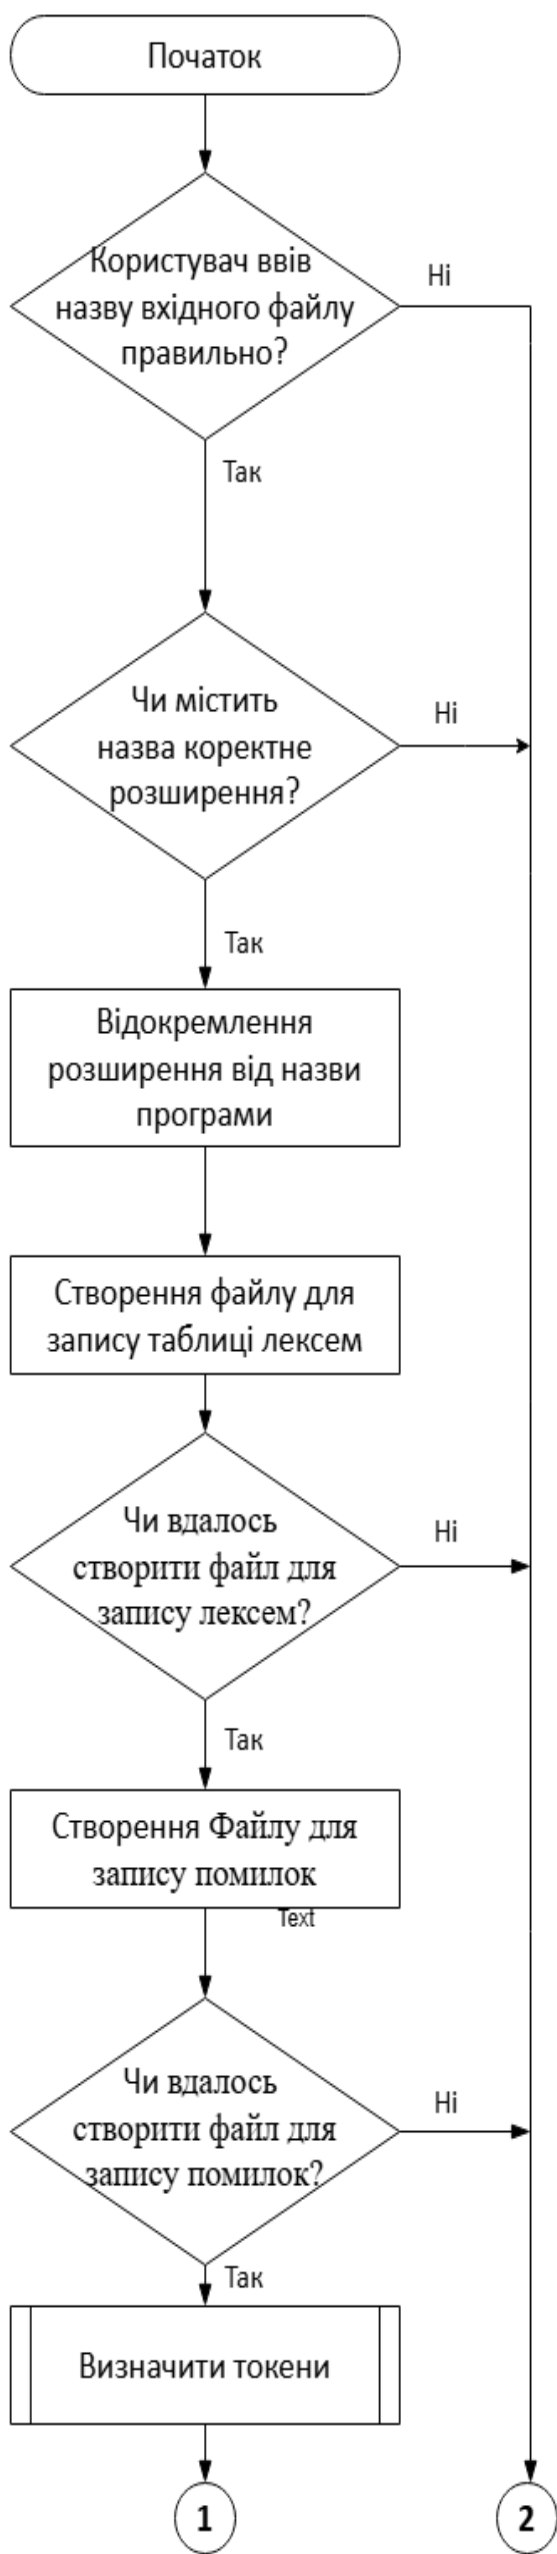 Початок
Користувач ввів
назву вхідного файлу
правильно?
Ні
Так
Чи містить
назва коректне
розширення?
Ні
Так
Відокремлення
розширення від назви
програми
Створення файлу для
запису таблиці лексем
Чи вдалось
створити файл для
запису лексем?
Ні
Так
Створення Файлу для
запису помилок
Text
Чи вдалось
створити файл для
запису помилок?
Ні
Так
Визначити токени
1
2